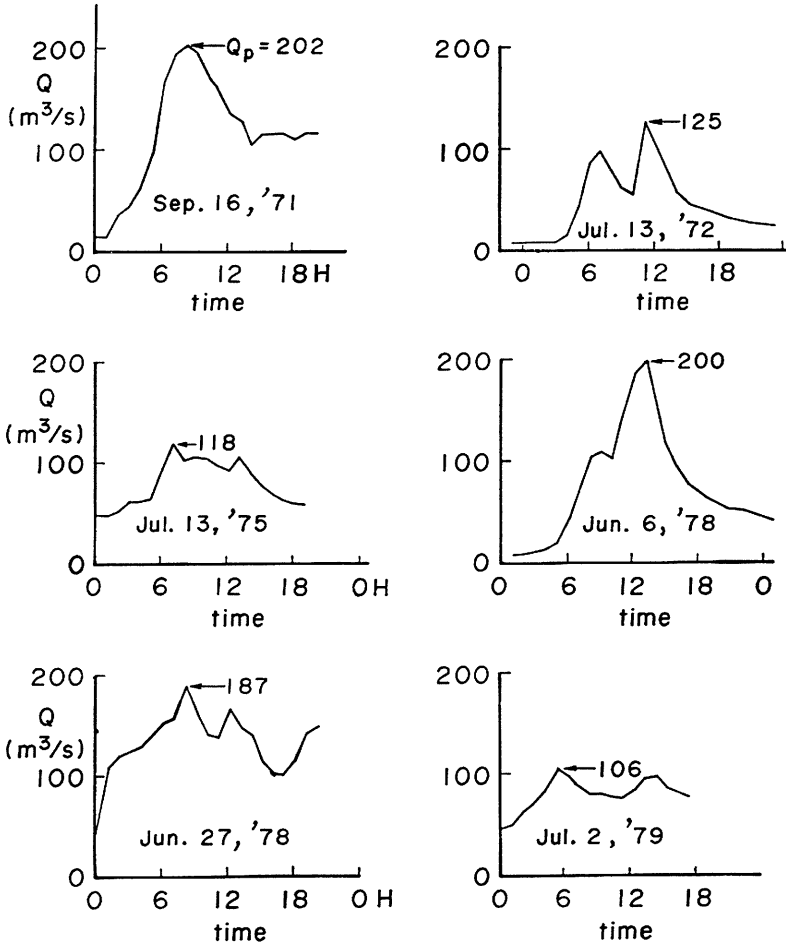 200
Q
(m³/s)
100
0
Qp = 202
Sep. 16, '71
0 6 12 18H
time
200
100
0
125
Jul. 13, '72
0 6 12 18
time
200
Q
(m³/s)
100
0
118
Jul. 13, '75
0 6 12 18 0H
time
200
100
0
200
Jun. 6, '78
0 6 12 18 0
time
200
Q
(m³/s)
100
0
187
Jun. 27, '78
0 6 12 18 0H
time
200
100
0
106
Jul. 2, '79
0 6 12 18
time